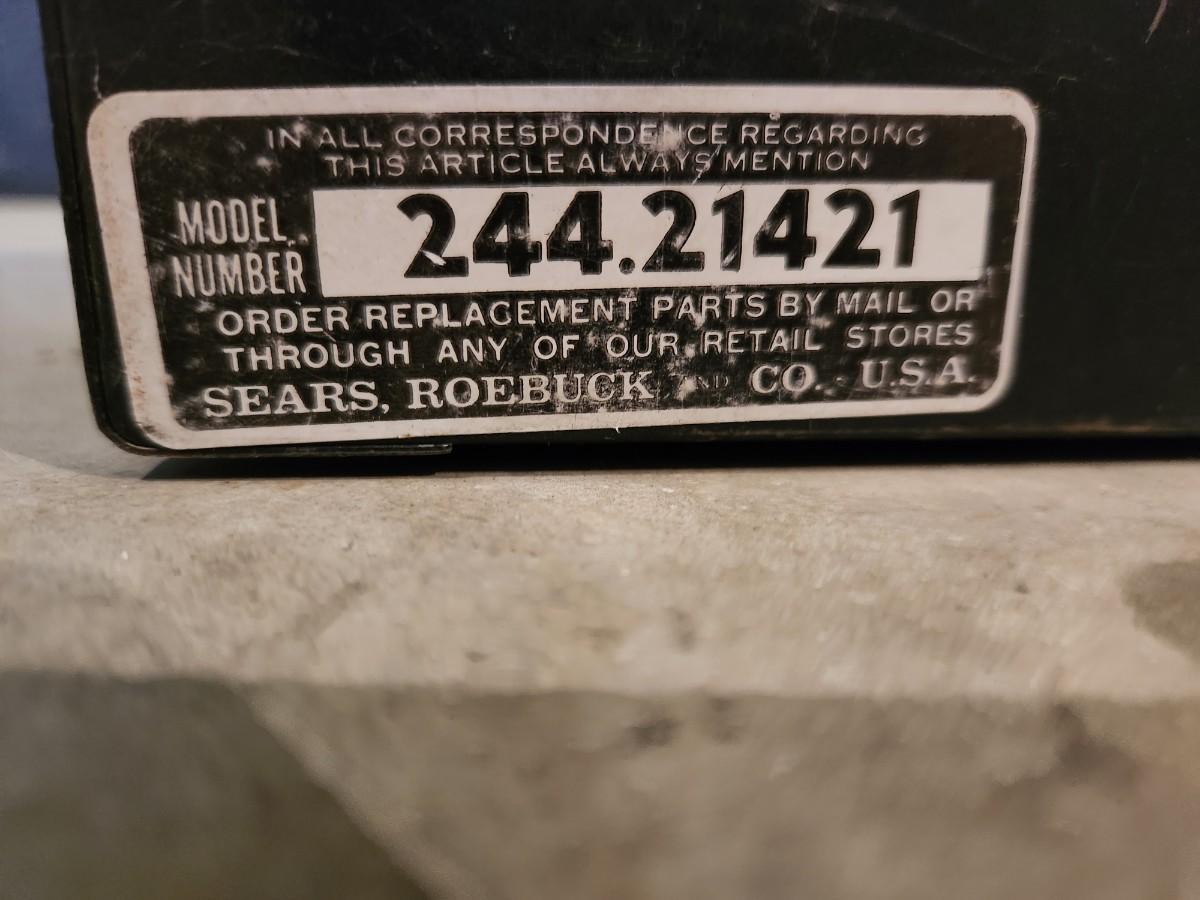 IN ALL CORRESPONDENCE REGARDING
THIS ARTICLE ALWAYS MENTION
MODEL NUMBER 244.21421
ORDER REPLACEMENT PARTS BY MAIL OR
THROUGH ANY OF OUR RETAIL STORES
SEARS, ROEBUCK AND CO. U.S.A.